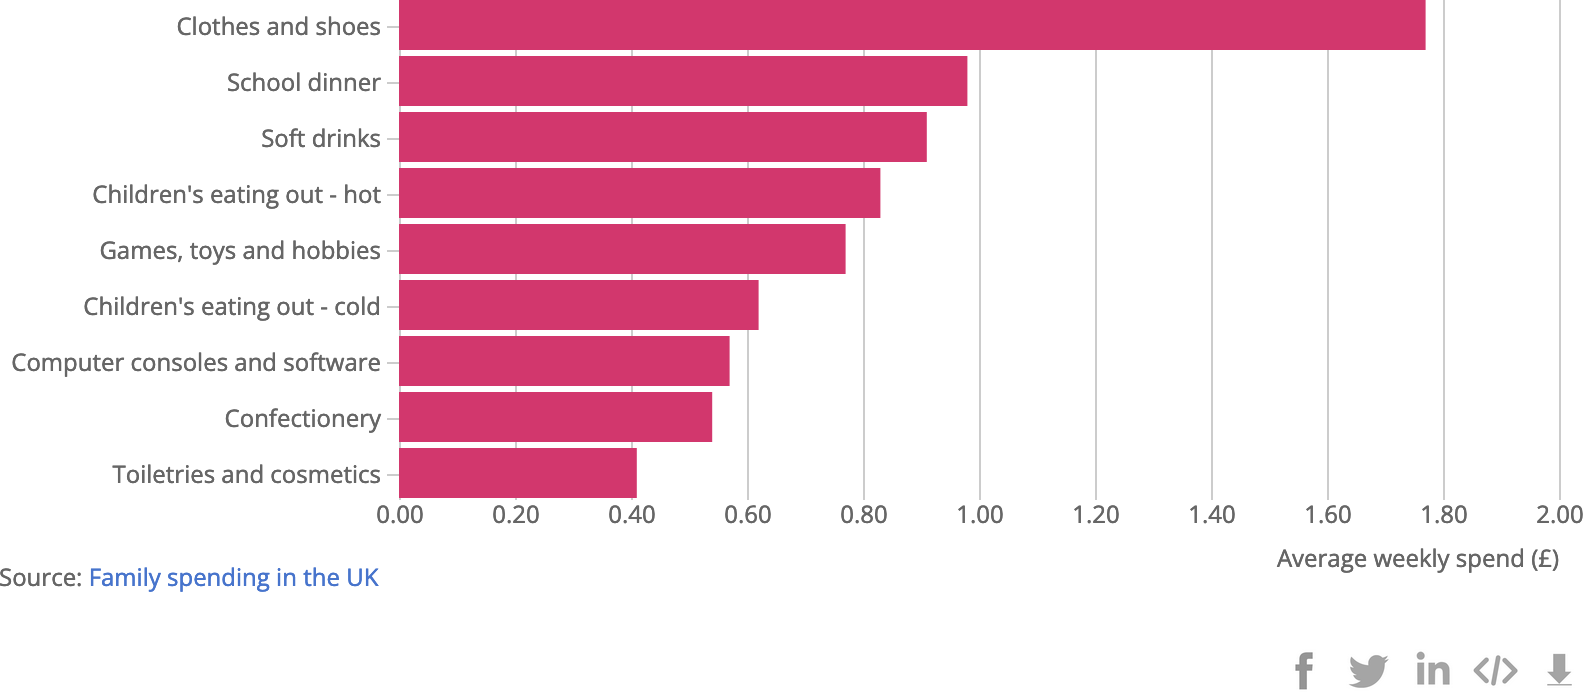 Clothes and shoes
School dinner
Soft drinks
Children's eating out - hot
Games, toys and hobbies
Children's eating out - cold
Computer consoles and software
Confectionery
Toiletries and cosmetics
0.00 0.20 0.40 0.60 0.80 1.00 1.20 1.40 1.60 1.80 2.00
Average weekly spend (£)
Source: Family spending in the UK